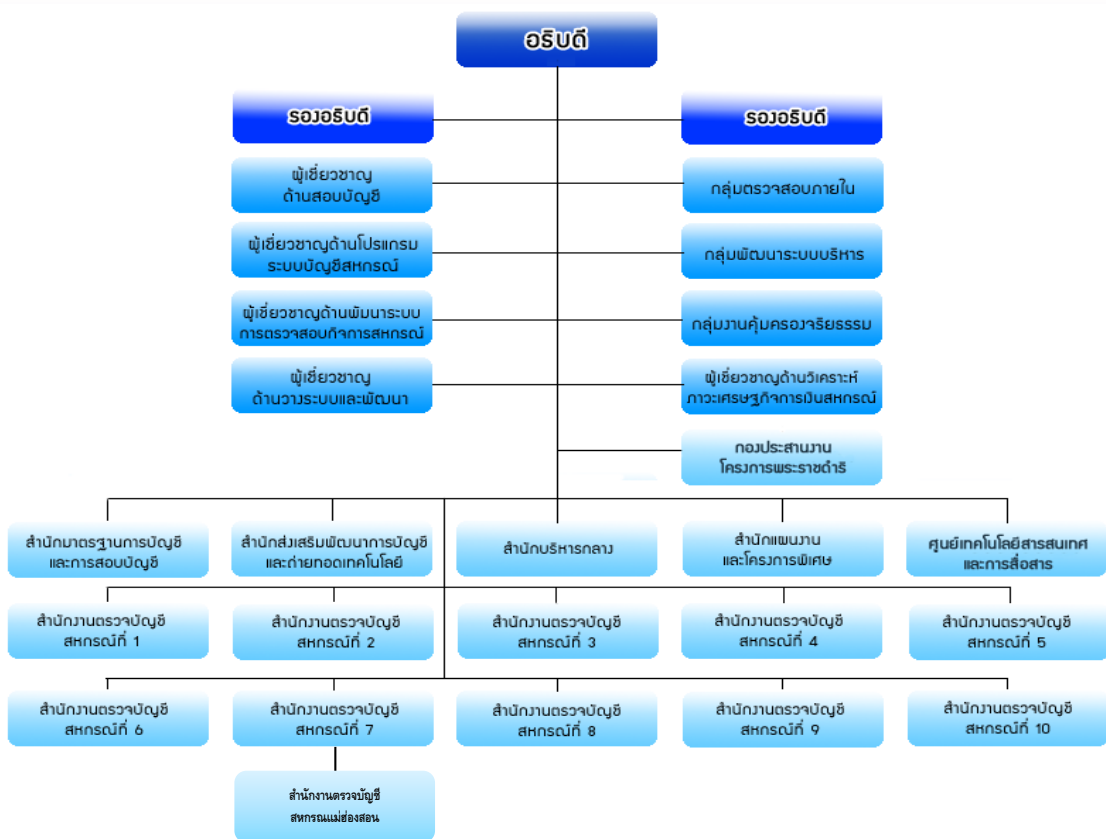 อธิบดี
รองอธิบดี
รองอธิบดี
ผู้เชี่ยวชาญ
ด้านสอบบัญชี
กลุ่มตรวจสอบภายใน
ผู้เชี่ยวชาญด้านโปรแกรม
ระบบบัญชีสหกรณ์
กลุ่มพัฒนาระบบบริหาร
ผู้เชี่ยวชาญด้านพัฒนาระบบ
การตรวจสอบกิจการสหกรณ์
กลุ่มงานคุ้มครองจริยธรรม
ผู้เชี่ยวชาญ
ด้านวางระบบและพัฒนา
ผู้เชี่ยวชาญด้านวิเคราะห์
ภาวะเศรษฐกิจการเงินสหกรณ์
กองประสานงาน
โครงการพระราชดำริ
สำนักมาตรฐานการบัญชี
และการสอบบัญชี
สำนักส่งเสริมพัฒนาการบัญชี
และถ่ายทอดเทคโนโลยี
สำนักบริหารกลาง
สำนักแผนงาน
และโครงการพิเศษ
ศูนย์เทคโนโลยีสารสนเทศ
และการสื่อสาร
สำนักงานตรวจบัญชี
สหกรณ์ที่ 1
สำนักงานตรวจบัญชี
สหกรณ์ที่ 2
สำนักงานตรวจบัญชี
สหกรณ์ที่ 3
สำนักงานตรวจบัญชี
สหกรณ์ที่ 4
สำนักงานตรวจบัญชี
สหกรณ์ที่ 5
สำนักงานตรวจบัญชี
สหกรณ์ที่ 6
สำนักงานตรวจบัญชี
สหกรณ์ที่ 7
สำนักงานตรวจบัญชี
สหกรณ์ที่ 8
สำนักงานตรวจบัญชี
สหกรณ์ที่ 9
สำนักงานตรวจบัญชี
สหกรณ์ที่ 10
สำนักงานตรวจบัญชี
สหกรณแม่ฮ่องสอน